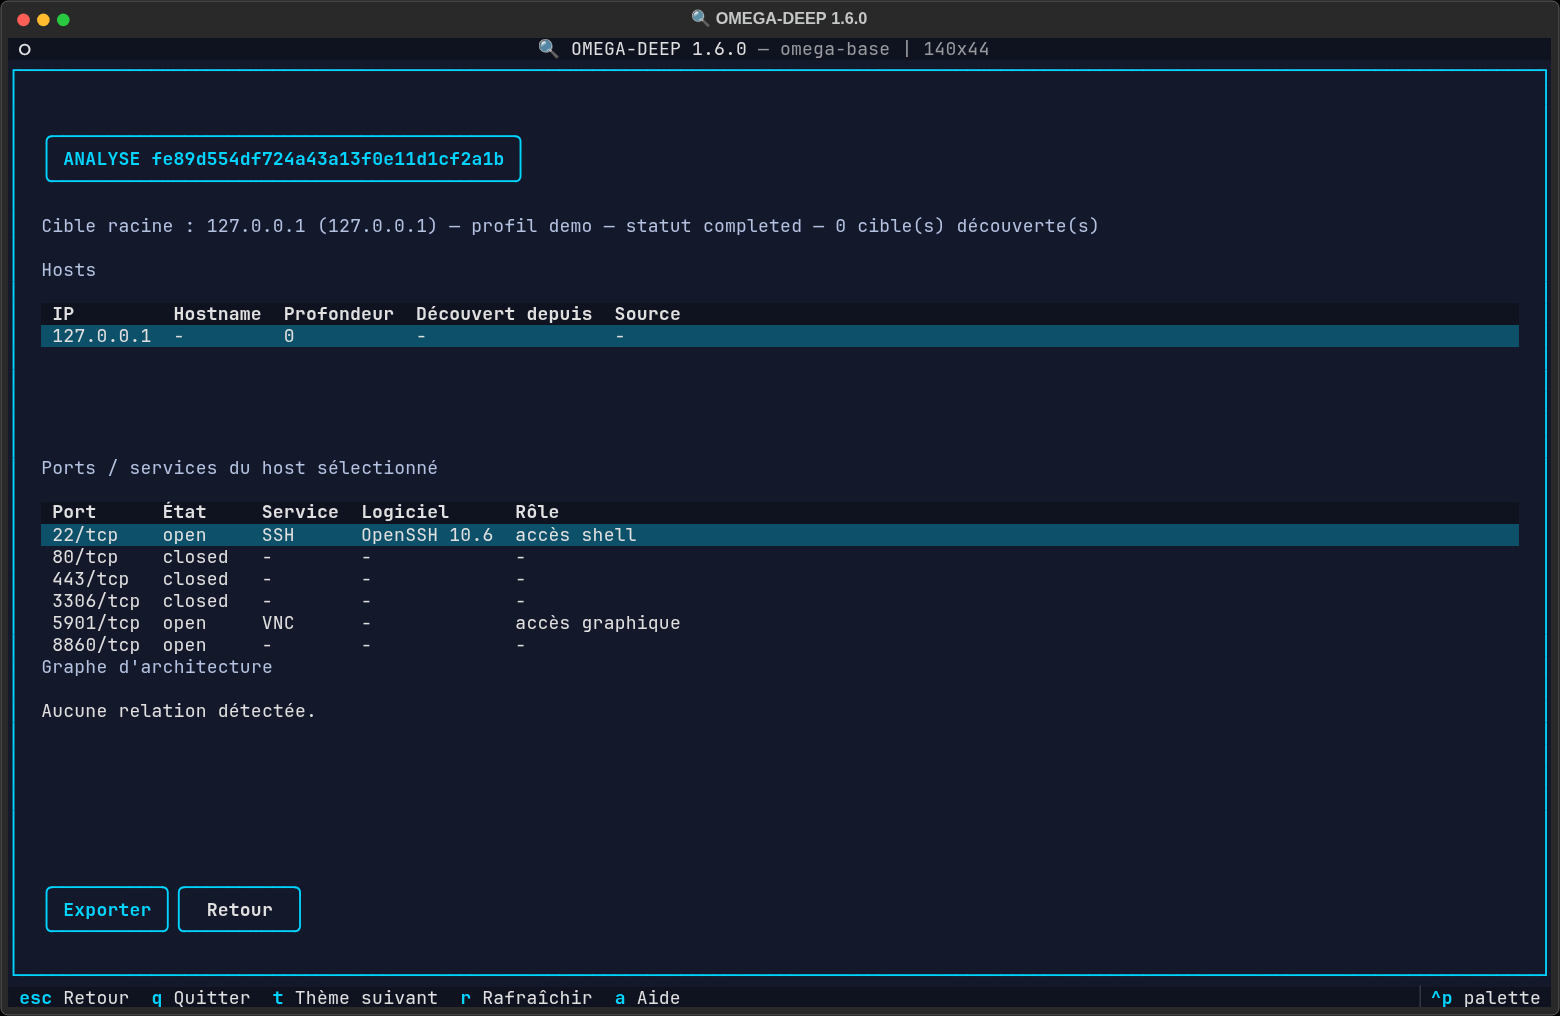 🔍 OMEGA-DEEP 1.6.0
O 🔍 OMEGA-DEEP 1.6.0 — omega-base | 140x44
ANALYSE fe89d554df724a43a13f0e11d1cf2a1b
Cible racine : 127.0.0.1 (127.0.0.1) — profil demo — statut completed — 0 cible(s) découverte(s)
Hosts
IP Hostname Profondeur Découvert depuis Source
127.0.0.1 - 0 - -
Ports / services du host sélectionné
Port État Service Logiciel Rôle
22/tcp open SSH OpenSSH 10.6 accès shell
80/tcp closed - - -
443/tcp closed - - -
3306/tcp closed - - -
5901/tcp open VNC - accès graphique
8860/tcp open - - -
Graphe d'architecture
Aucune relation détectée.
Exporter Retour
esc Retour q Quitter t Thème suivant r Rafraîchir a Aide ^p palette